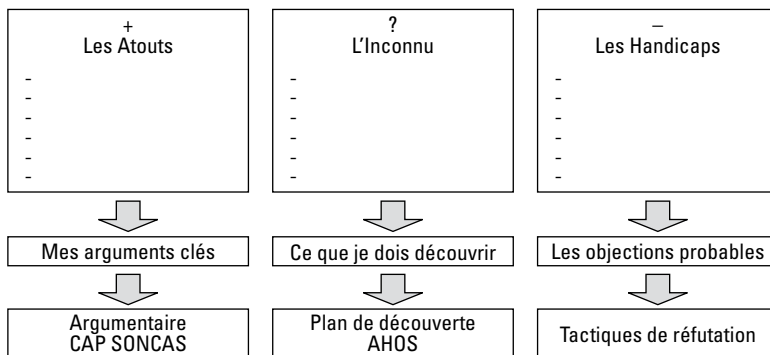 +
Les Atouts
-
-
-
-
-
-
?
L'Inconnu
-
-
-
-
-
-
–
Les Handicaps
-
-
-
-
-
-
Mes arguments clés
Ce que je dois découvrir
Les objections probables
Argumentaire
CAP SONCAS
Plan de découverte
AHOS
Tactiques de réfutation